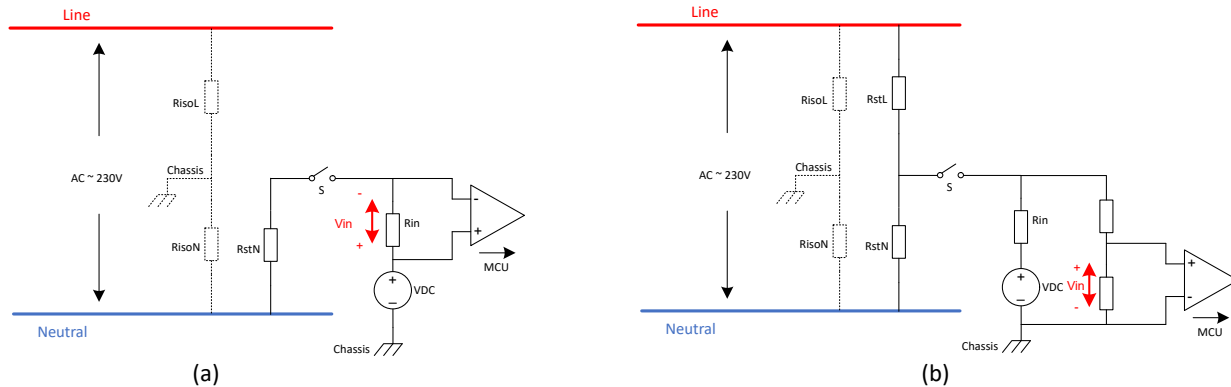 Line
RisoL
Chassis
AC ~ 230V
S
-
Vin
+
Rin
-
+
RisoN
RstN
MCU
+
VDC
−
Neutral
Chassis
(a)
Line
RisoL
RstL
Chassis
AC ~ 230V
S
Rin
RisoN
RstN
+
+
VDC
−
+
Vin
-
-
MCU
Neutral
Chassis
(b)